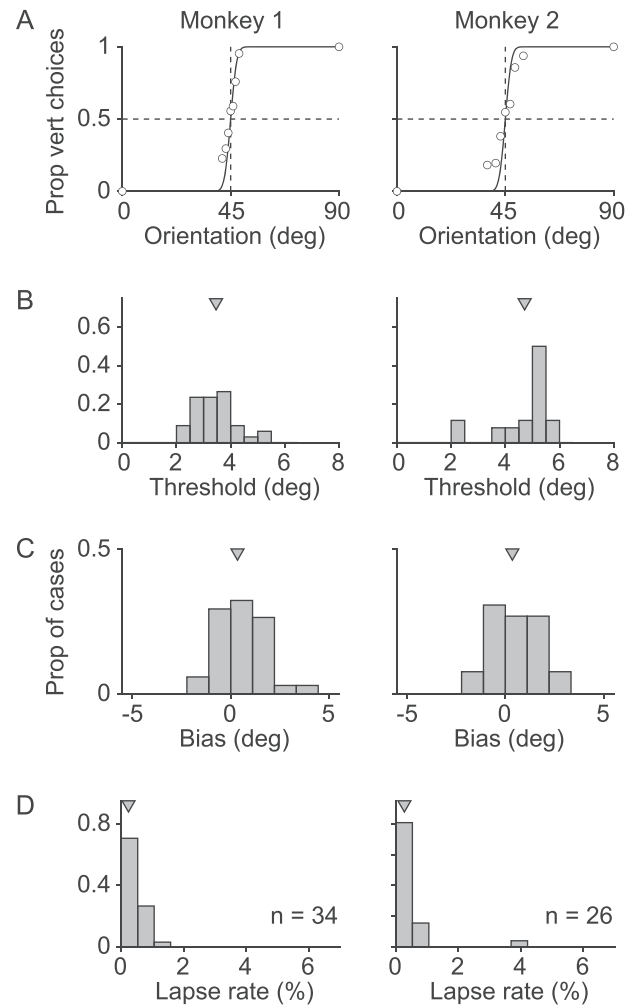 A Monkey 1 Monkey 2
Prop vert choices
1
0.5
0
0 45 90 0 45 90
Orientation (deg) Orientation (deg)
B
0.6
0.4
0.2
0
0 2 4 6 8 0 2 4 6 8
Threshold (deg) Threshold (deg)
C
Prop of cases
0.5
0
-5 0 5 -5 0 5
Bias (deg) Bias (deg)
D
0.8
0.4
n = 34 n = 26
0
0 2 4 6 0 2 4 6
Lapse rate (%) Lapse rate (%)